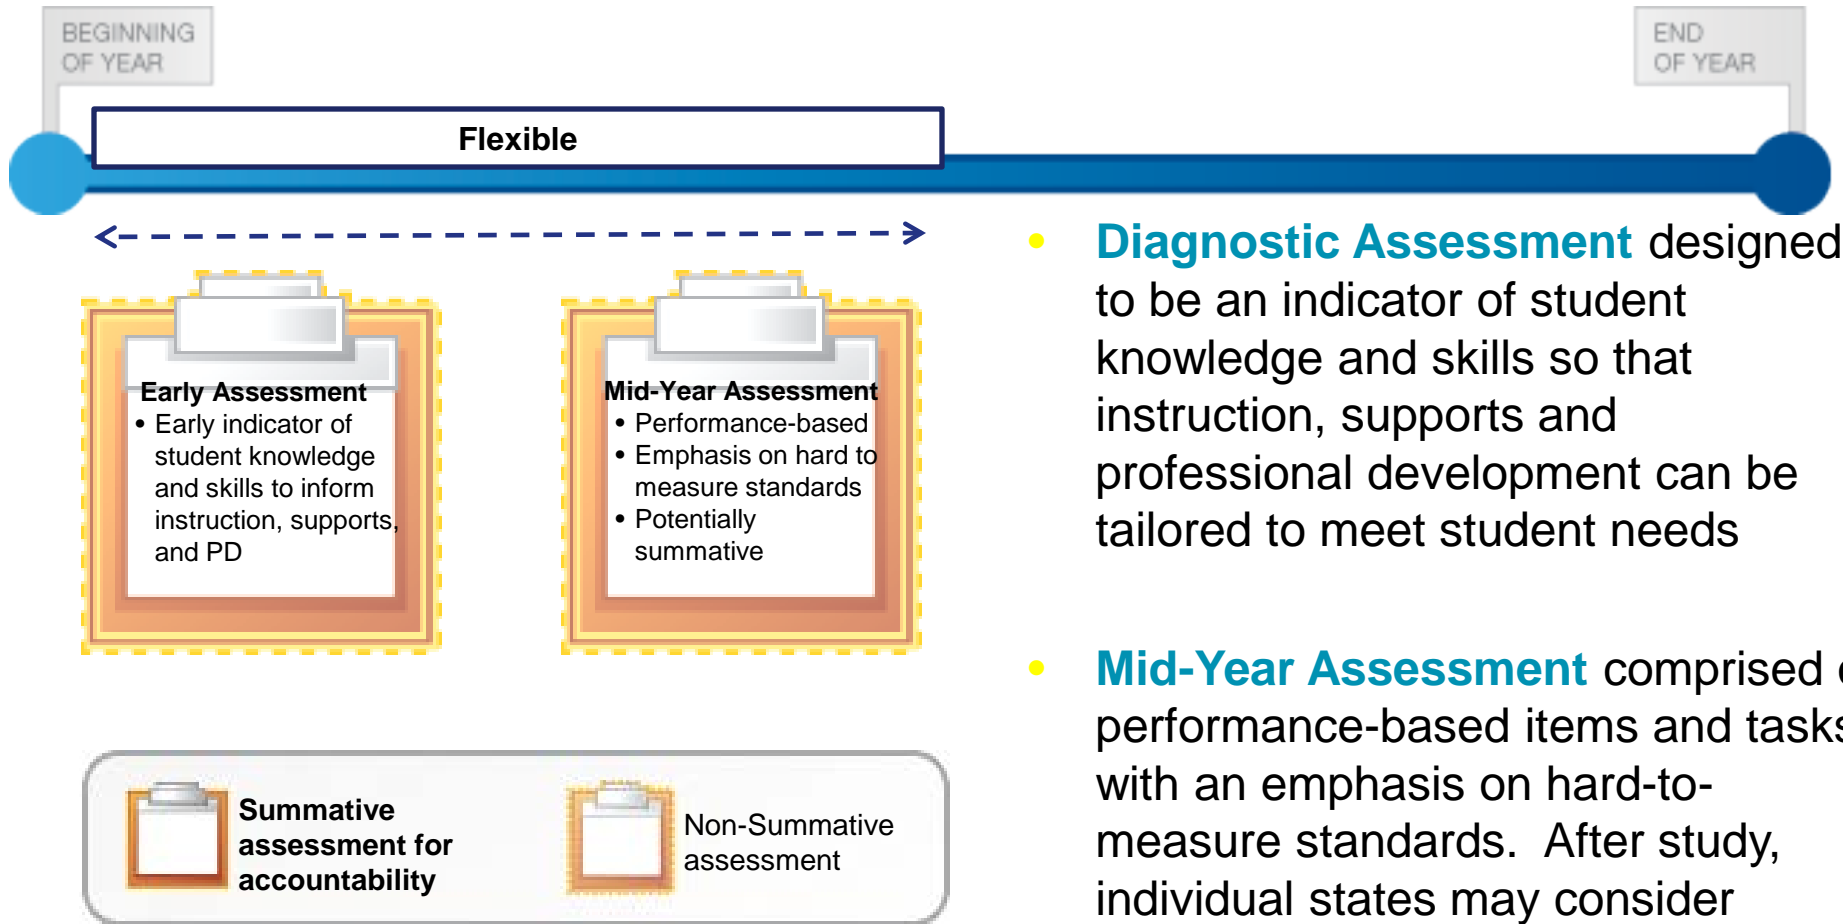 BEGINNING
OF YEAR
END
OF YEAR
Flexible
Early Assessment
• Early indicator of
student knowledge
and skills to inform
instruction, supports,
and PD
Mid-Year Assessment
• Performance-based
• Emphasis on hard to
measure standards
• Potentially
summative
Summative
assessment for
accountability
Non-Summative
assessment
• Diagnostic Assessment designed
to be an indicator of student
knowledge and skills so that
instruction, supports and
professional development can be
tailored to meet student needs
• Mid-Year Assessment comprised
performance-based items and tasks
with an emphasis on hard-to-
measure standards. After study,
individual states may consider